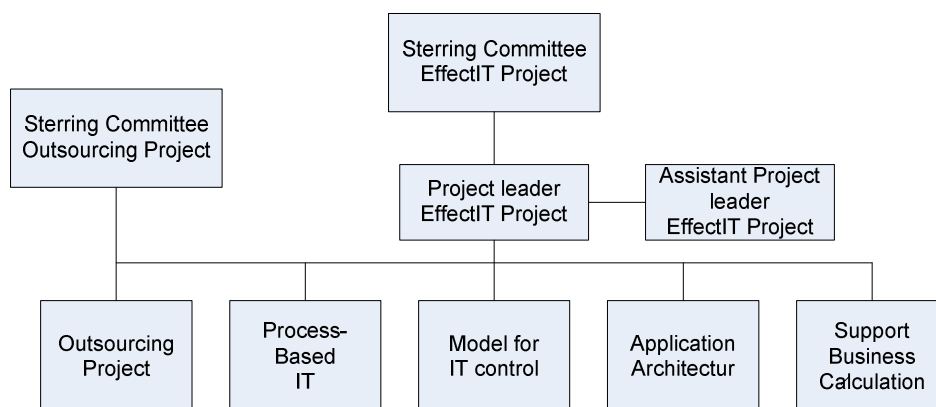 Sterring Committee
EffectIT Project
Sterring Committee
Outsourcing Project
Project leader
EffectIT Project
Assistant Project
leader
EffectIT Project
Outsourcing
Project
Process-
Based
IT
Model for
IT control
Application
Architectur
Support
Business
Calculation